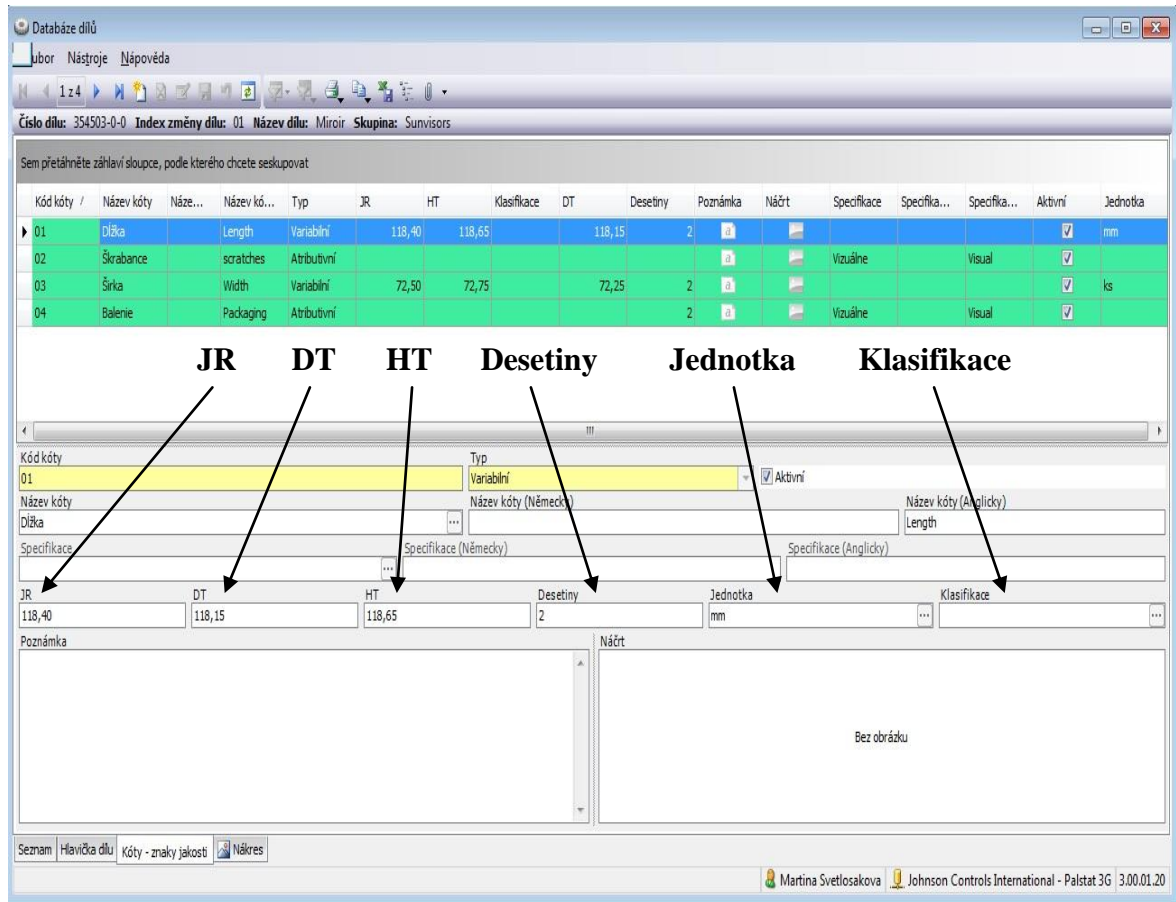 Databáze dílů
ubor Nástroje Nápověda
1 z 4
Číslo dílu: 354503-0-0 Index změny dílu: 01 Název dílu: Miroir Skupina: Sunvisors
Sem přetáhněte záhlaví sloupce, podle kterého chcete seskupovat
Kód kóty / Název kóty Náze... Název kó... Typ JR HT Klasifikace DT Desetiny Poznámka Náčrt Specifikace Specifika... Specifika... Aktivní Jednotka
01 Dĺžka Length Variabilní 118,40 118,65 118,15 2 a mm
02 Škrabance scratches Atributivní a Vizuálne Visual
03 Šírka Width Variabilní 72,50 72,75 72,25 2 a ks
04 Balenie Packaging Atributivní 2 a Vizuálne Visual
JR DT HT Desetiny Jednotka Klasifikace
Kód kóty Typ
01 Variabilní Aktivní
Název kóty Název kóty (Německy) Název kóty (Anglicky)
Dĺžka ... Length
Specifikace Specifikace (Německy) Specifikace (Anglicky)
...
JR DT HT Desetiny Jednotka Klasifikace
118,40 118,15 118,65 2 mm ... ...
Poznámka Náčrt
Bez obrázku
Seznam Hlavička dílu Kóty - znaky jakosti Nákres
Martina Svetlosakova Johnson Controls International - Palstat 3G 3.00.01.20